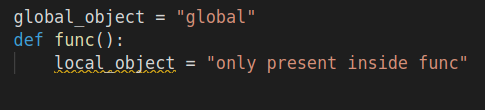 global_object = "global"
def func():
    local_object = "only present inside func"